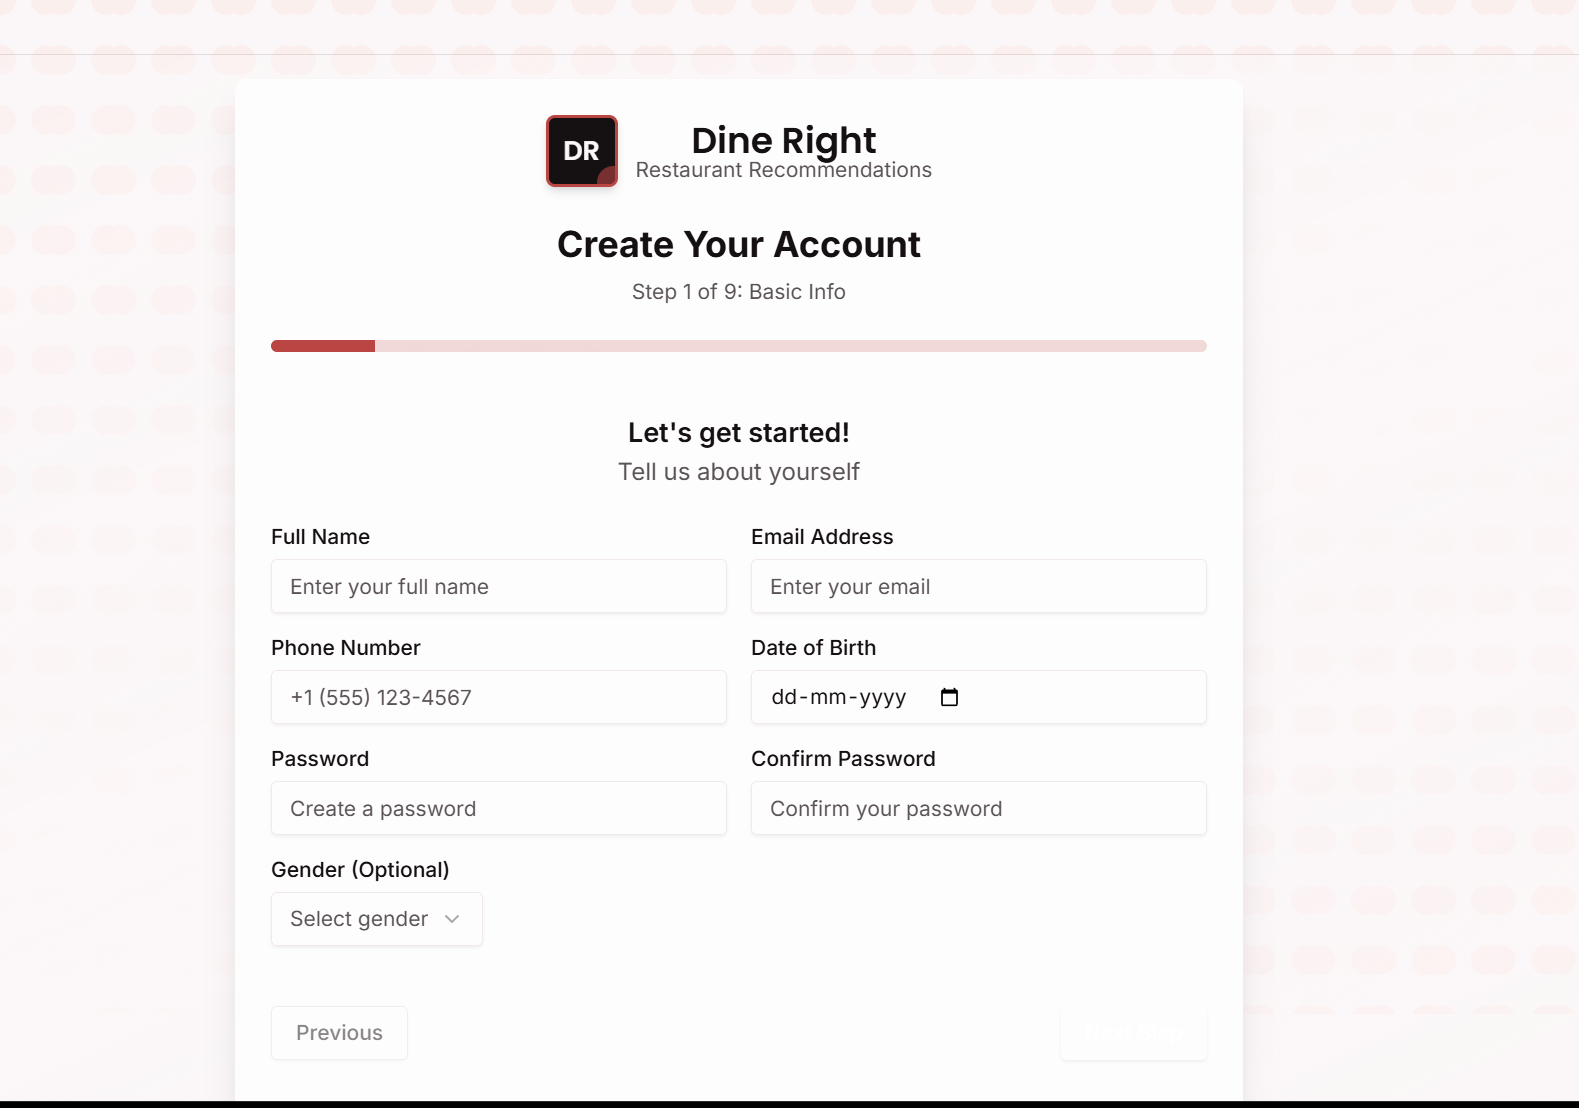 DR
Dine Right
Restaurant Recommendations
Create Your Account
Step 1 of 9: Basic Info
Let's get started!
Tell us about yourself
Full Name
Email Address
Enter your full name
Enter your email
Phone Number
Date of Birth
+1 (555) 123-4567
dd-mm-yyyy
Password
Confirm Password
Create a password
Confirm your password
Gender (Optional)
Select gender
Previous
Next Step